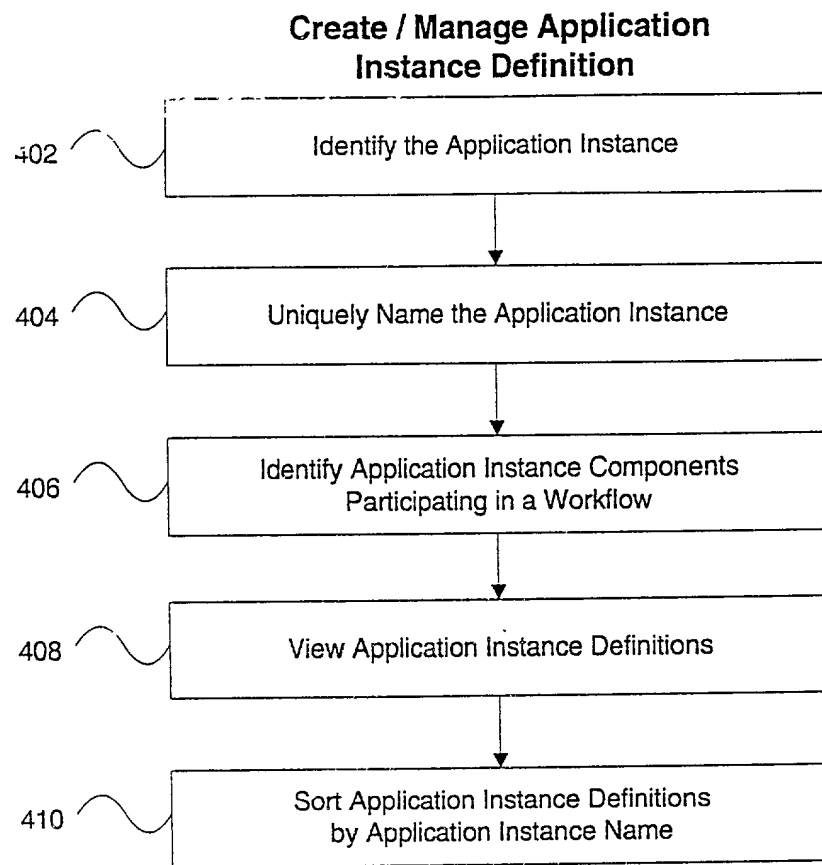 Create / Manage Application
Instance Definition
402
Identify the Application Instance
404
Uniquely Name the Application Instance
406
Identify Application Instance Components
Participating in a Workflow
408
View Application Instance Definitions
410
Sort Application Instance Definitions
by Application Instance Name